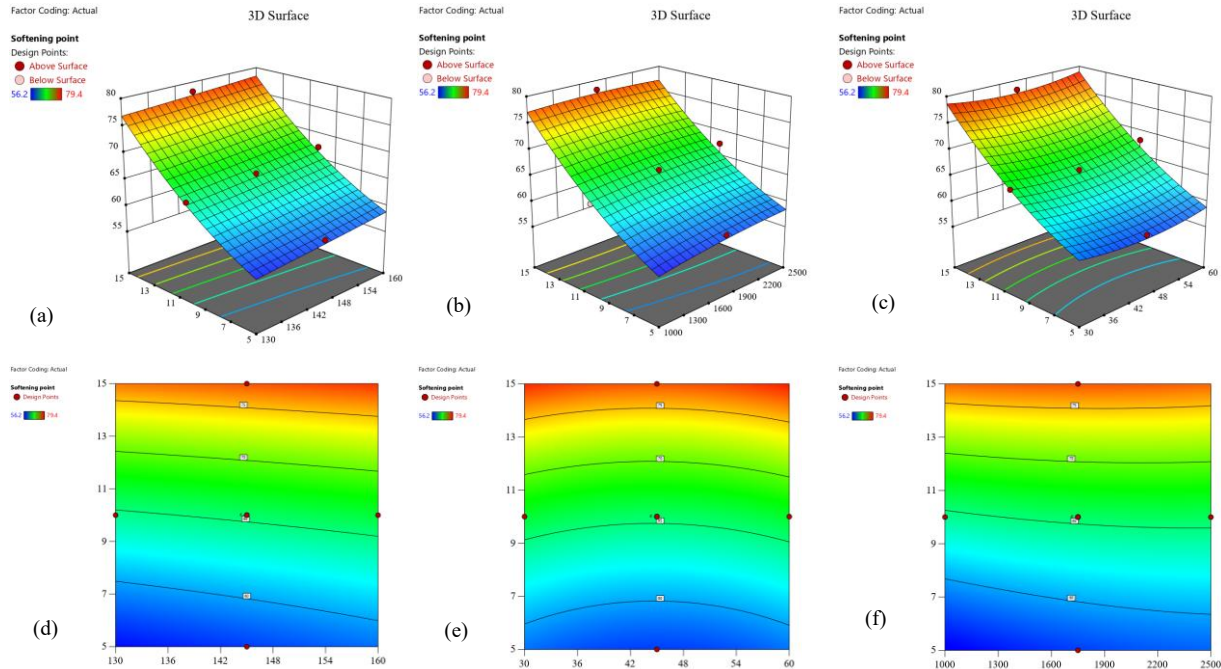 Factor Coding: Actual
3D Surface
Softening point
Design Points:
Above Surface
Below Surface
56.2 79.4
80
75
70
65
60
55
15
13
11
9
7
5
130
136
142
148
154
160
(a)
Factor Coding: Actual
3D Surface
Softening point
Design Points:
Above Surface
Below Surface
56.2 79.4
80
75
70
65
60
55
15
13
11
9
7
5
1000
1300
1600
1900
2200
2500
(b)
Factor Coding: Actual
3D Surface
Softening point
Design Points:
Above Surface
Below Surface
56.2 79.4
80
75
70
65
60
55
15
13
11
9
7
5
30
36
42
48
54
60
(c)
Factor Coding: Actual
Softening point
Design Points
56.2 79.4
15
13
11
9
7
5
130 136 142 148 154 160
(d)
Factor Coding: Actual
Softening point
Design Points
56.2 79.4
15
13
11
9
7
5
30 36 42 48 54 60
(e)
Factor Coding: Actual
Softening point
Design Points
56.2 79.4
15
13
11
9
7
5
1000 1300 1600 1900 2200 2500
(f)